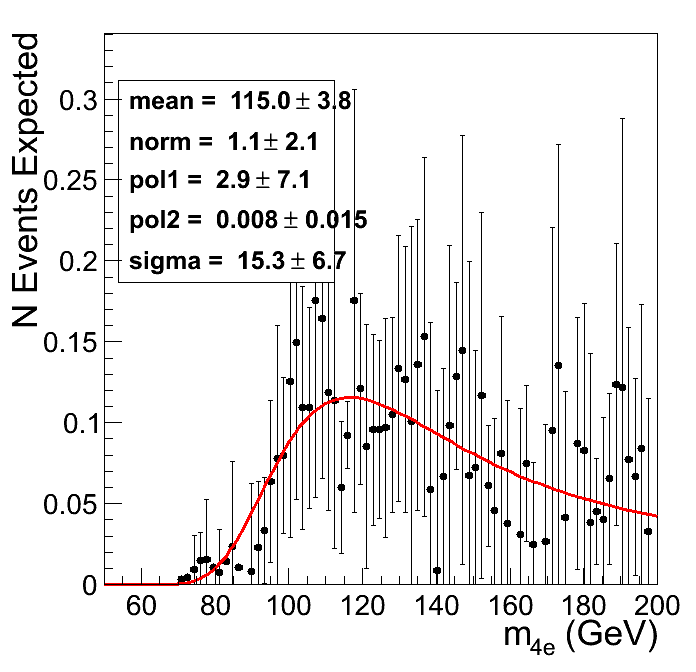 N Events Expected
0.3
0.25
0.2
0.15
0.1
0.05
0
mean = 115.0 ± 3.8
norm = 1.1 ± 2.1
pol1 = 2.9 ± 7.1
pol2 = 0.008 ± 0.015
sigma = 15.3 ± 6.7
60 80 100 120 140 160 180 200
m4e (GeV)